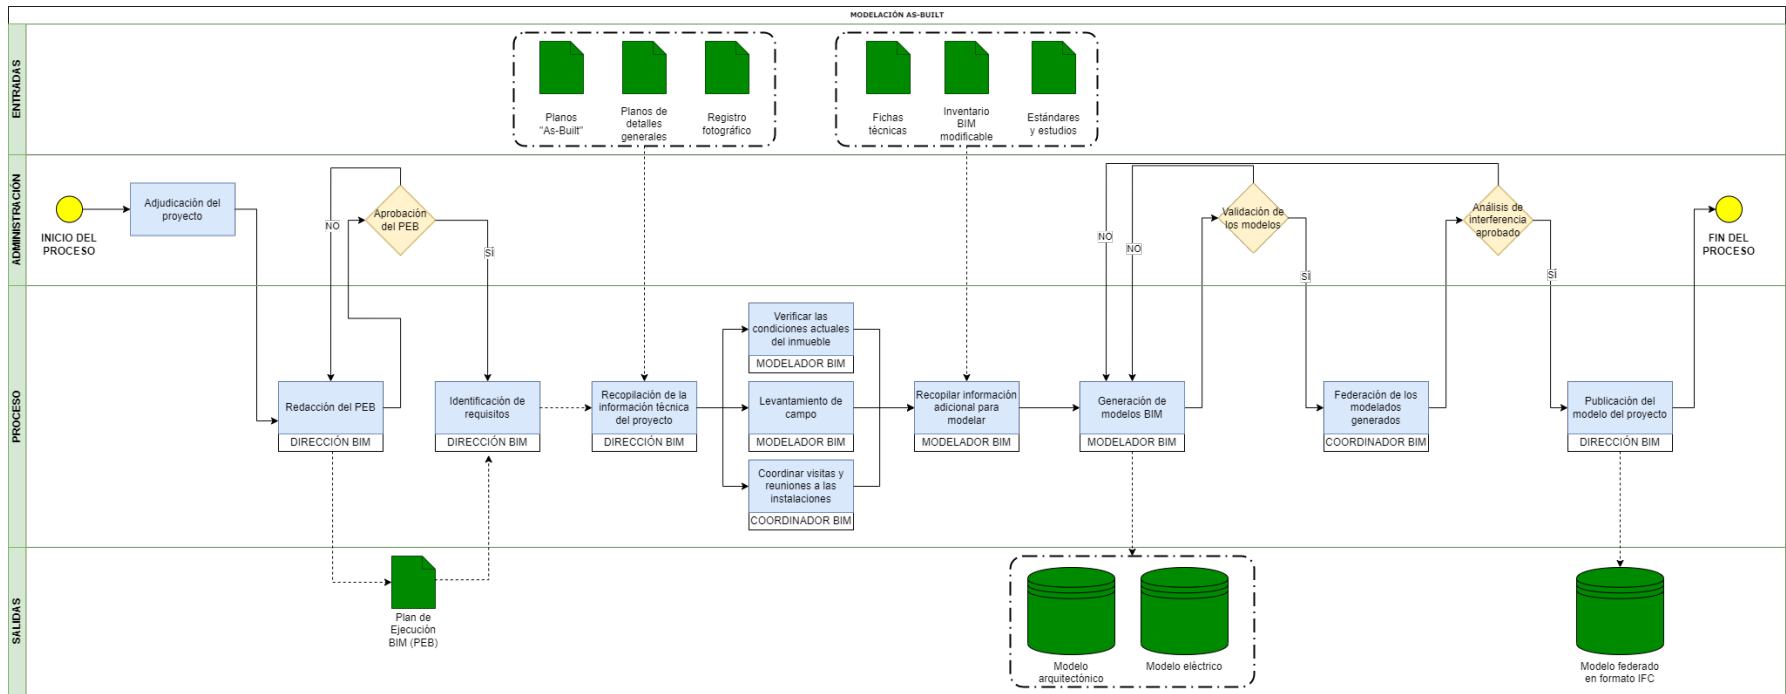 MODELACIÓN AS-BUILT
ENTRADAS
Planos
"As-Built"
Planos de
detalles
generales
Registro
fotográfico
Fichas
técnicas
Inventario
BIM
modificable
Estándares
y estudios
ADMINISTRACIÓN
INICIO DEL
PROCESO
Adjudicación del
proyecto
NO
Aprobación
del PEB
SÍ
NO
NO
Validación de
los modelos
SÍ
Análisis de
interferencia
aprobado
SÍ
FIN DEL
PROCESO
PROCESO
Redacción del PEB
DIRECCIÓN BIM
Identificación de
requisitos
DIRECCIÓN BIM
Recopilación de la
información técnica
del proyecto
DIRECCIÓN BIM
Verificar las
condiciones actuales
del inmueble
MODELADOR BIM
Levantamiento de
campo
MODELADOR BIM
Coordinar visitas y
reuniones a las
instalaciones
COORDINADOR BIM
Recopilar información
adicional para
modelar
MODELADOR BIM
Generación de
modelos BIM
MODELADOR BIM
Federación de los
modelados
generados
COORDINADOR BIM
Publicación del
modelo del proyecto
DIRECCIÓN BIM
SALIDAS
Plan de
Ejecución
BIM (PEB)
Modelo
arquitectónico
Modelo eléctrico
Modelo federado
en formato IFC